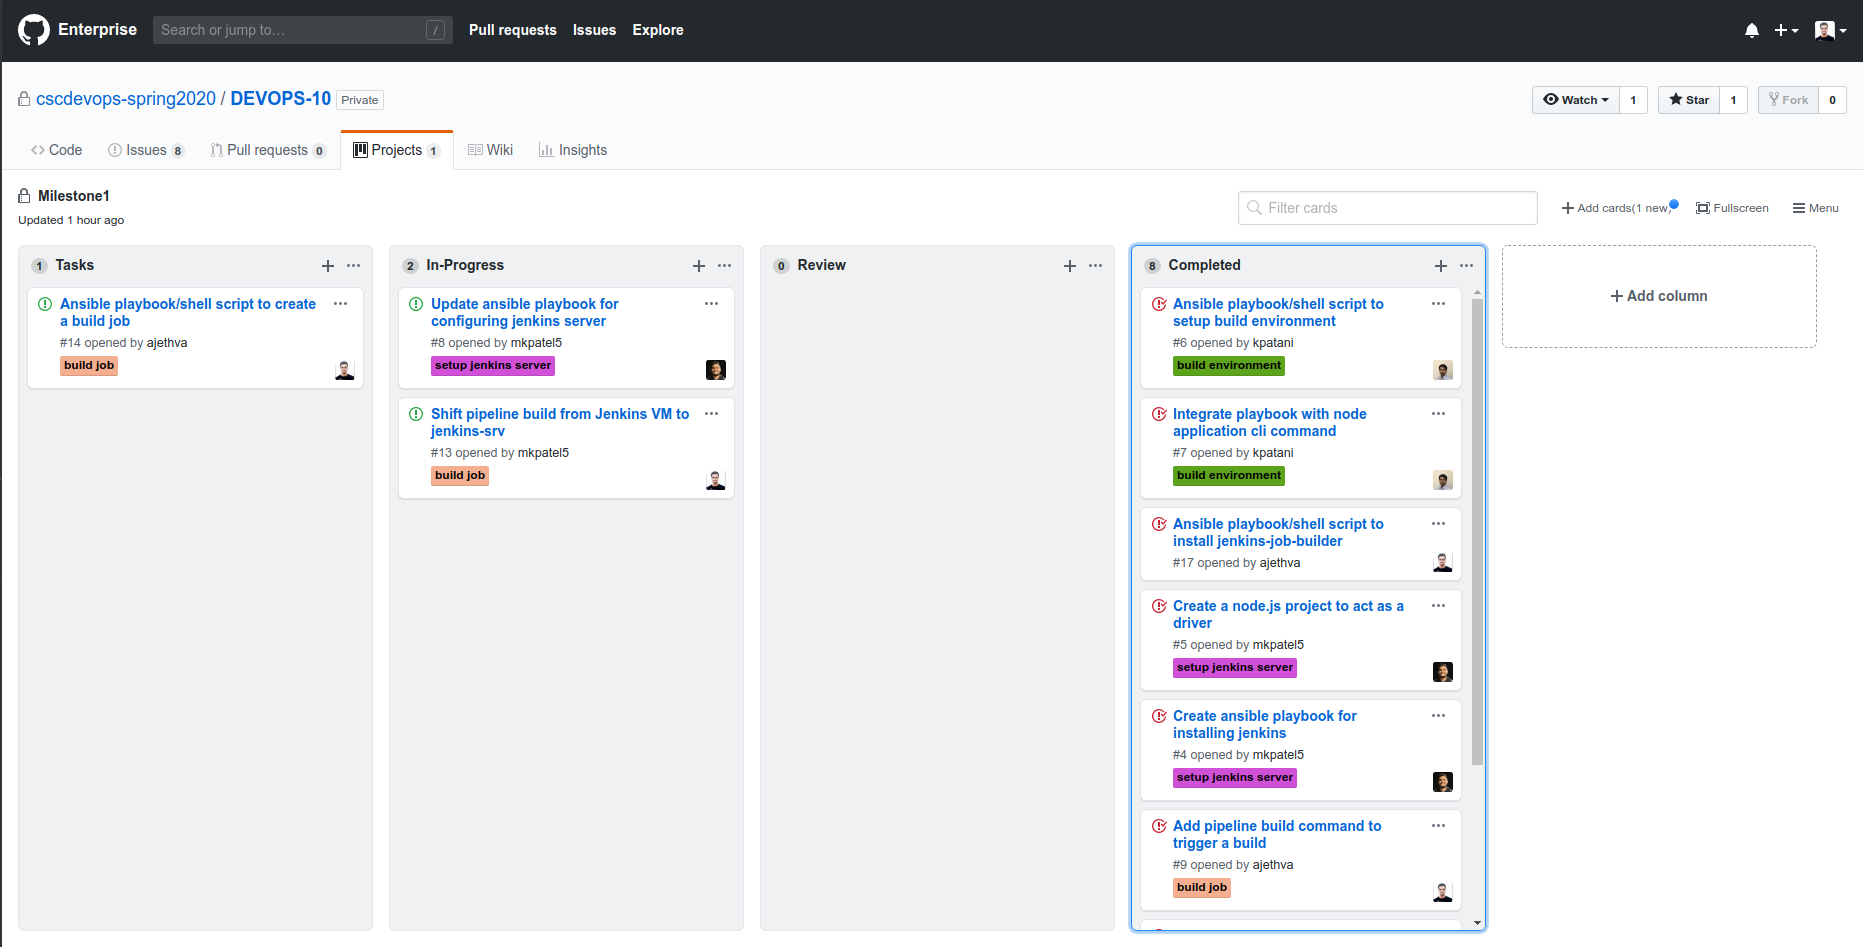 Enterprise
Search or jump to…
/
Pull requests
Issues
Explore
cscdevops-spring2020 / DEVOPS-10 Private
Watch 1
Star 1
Fork 0
Code
Issues 8
Pull requests 0
Projects 1
Wiki
Insights
Milestone1
Updated 1 hour ago
Filter cards
Add cards(1 new)
Fullscreen
Menu
1 Tasks
Ansible playbook/shell script to create
a build job
#14 opened by ajethva
build job
2 In-Progress
Update ansible playbook for
configuring jenkins server
#8 opened by mkpatel5
setup jenkins server
Shift pipeline build from Jenkins VM to
jenkins-srv
#13 opened by mkpatel5
build job
0 Review
8 Completed
Ansible playbook/shell script to
setup build environment
#6 opened by kpatani
build environment
Integrate playbook with node
application cli command
#7 opened by kpatani
build environment
Ansible playbook/shell script to
install jenkins-job-builder
#17 opened by ajethva
Create a node.js project to act as a
driver
#5 opened by mkpatel5
setup jenkins server
Create ansible playbook for
installing jenkins
#4 opened by mkpatel5
setup jenkins server
Add pipeline build command to
trigger a build
#9 opened by ajethva
build job
Add column